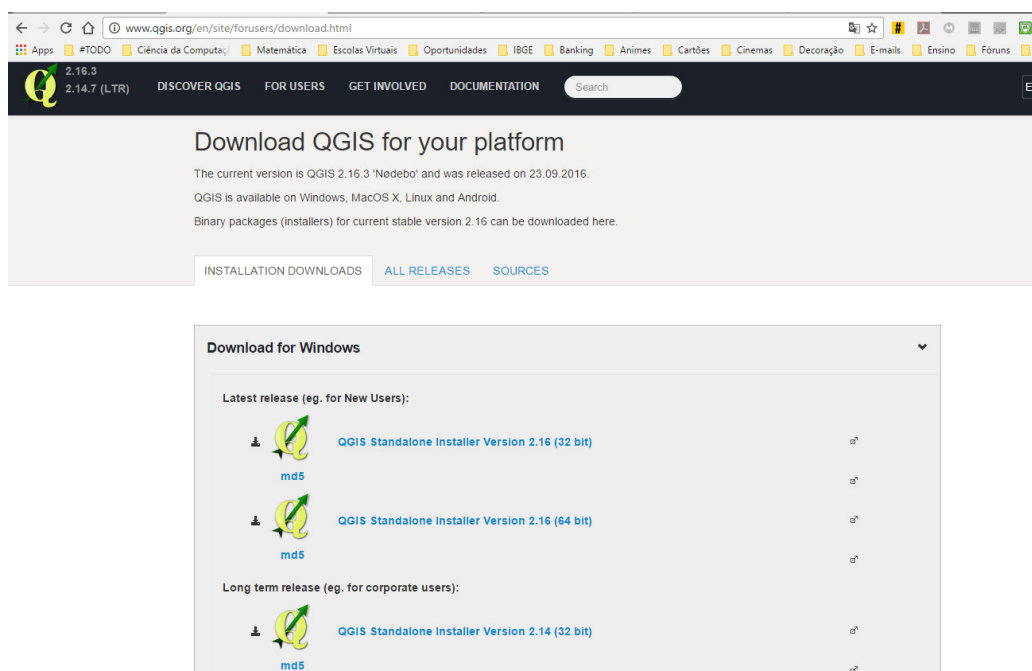 www.qgis.org/en/site/forusers/download.html
Apps #TODO Ciência da Computaç Matemática Escolas Virtuais Oportunidades IBGE Banking Animes Cartões Cinemas Decoração E-mails Ensino Fóruns
2.16.3
2.14.7 (LTR) DISCOVER QGIS FOR USERS GET INVOLVED DOCUMENTATION Search E
Download QGIS for your platform
The current version is QGIS 2.16.3 'Nødebo' and was released on 23.09.2016.
QGIS is available on Windows, MacOS X, Linux and Android.
Binary packages (installers) for current stable version 2.16 can be downloaded here.
INSTALLATION DOWNLOADS ALL RELEASES SOURCES
Download for Windows
Latest release (eg. for New Users):
QGIS Standalone Installer Version 2.16 (32 bit)
md5
QGIS Standalone Installer Version 2.16 (64 bit)
md5
Long term release (eg. for corporate users):
QGIS Standalone Installer Version 2.14 (32 bit)
md5